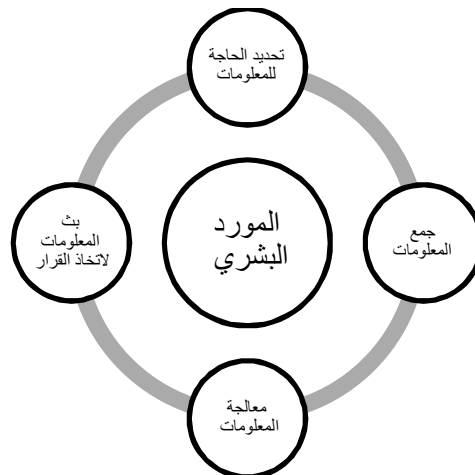 تحديد الحاجة
للمعلومات
جمع
المعلومات
معالجة
المعلومات
بث
المعلومات
لاتخاذ القرار
المورد
البشري